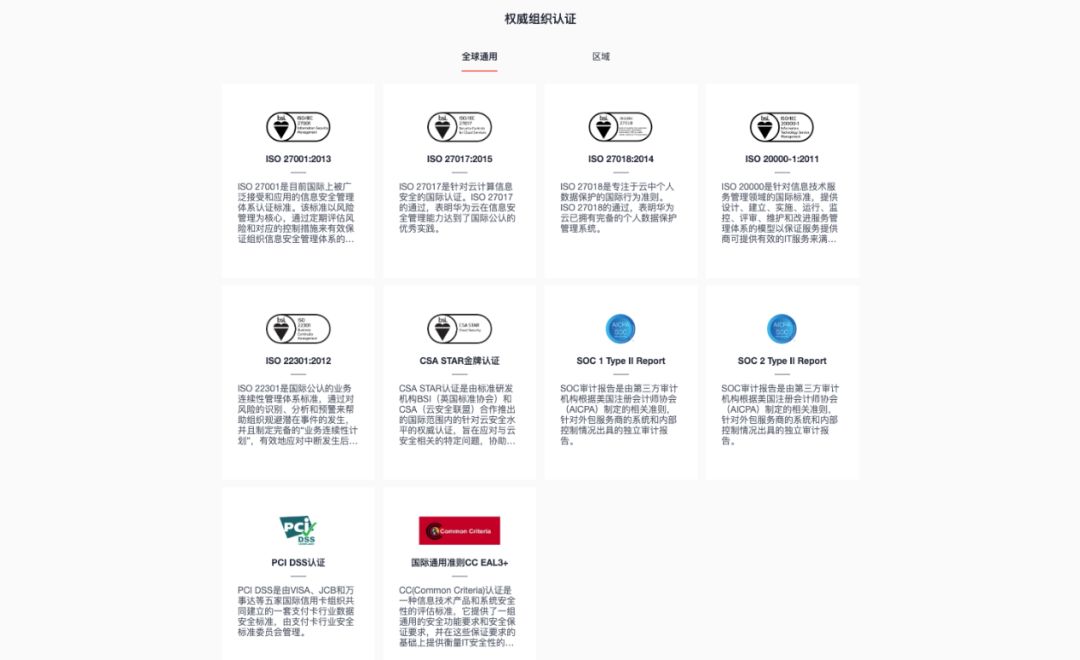 权威组织认证
全球通用
区域
bsi.
ISO/IEC
27001
Information Security
Management
ISO 27001:2013
ISO 27001是目前国际上被广
泛接受和应用的信息安全管理
体系认证标准。该标准以风险
管理为核心，通过定期评估风
险和对应的控制措施来有效保
证组织信息安全管理体系的...
bsi.
ISO/IEC
27017
Security Controls
for Cloud Services
ISO 27017:2015
ISO 27017是针对云计算信息
安全的国际认证。ISO 27017
的通过，表明华为云在信息安
全管理能力达到了国际公认的
优秀实践。
bsi.
ISO/IEC
27018
ISO 27018:2014
ISO 27018是专注于云中个人
数据保护的国际行为准则。
ISO 27018的通过，表明华为
云已拥有完备的个人数据保护
管理系统。
bsi.
ISO/IEC
20000-1
Information
Technology Service
Management
ISO 20000-1:2011
ISO 20000是针对信息技术服
务管理领域的国际标准，提供
设计、建立、实施、运行、监
控、评审、维护和改进服务管
理体系的模型以保证服务提供
商可提供有效的IT服务来满...
bsi.
ISO
22301
Business
Continuity
Management
ISO 22301:2012
ISO 22301是国际公认的业务
连续性管理体系标准，通过对
风险的识别、分析和预警来帮
助组织规避潜在事件的发生，
并且制定完备的“业务连续性计
划”，有效地应对中断发生后...
bsi.
CSA STAR
Cloud Security
CSA STAR金牌认证
CSA STAR认证是由标准研发
机构BSI（英国标准协会）和
CSA（云安全联盟）合作推出
的国际范围内的针对云安全水
平的权威认证，旨在应对与云
安全相关的特定问题，协助...
AICPA
SOC
SOC 1 Type II Report
SOC审计报告是由第三方审计
机构根据美国注册会计师协会
（AICPA）制定的相关准则，
针对外包服务商的系统和内部
控制情况出具的独立审计报
告。
AICPA
SOC
SOC 2 Type II Report
SOC审计报告是由第三方审计
机构根据美国注册会计师协会
（AICPA）制定的相关准则，
针对外包服务商的系统和内部
控制情况出具的独立审计报
告。
PCI
DSS
PCI DSS认证
PCI DSS是由VISA、JCB和万
事达等五家国际信用卡组织共
同建立的一套支付卡行业数据
安全标准，由支付卡行业安全
标准委员会管理。
Common Criteria
国际通用准则CC EAL3+
CC(Common Criteria)认证是
一种信息技术产品和系统安全
性的评估标准，它提供了一组
通用的安全功能要求和安全保
证要求，并在这些保证要求的
基础上提供衡量IT安全性的...